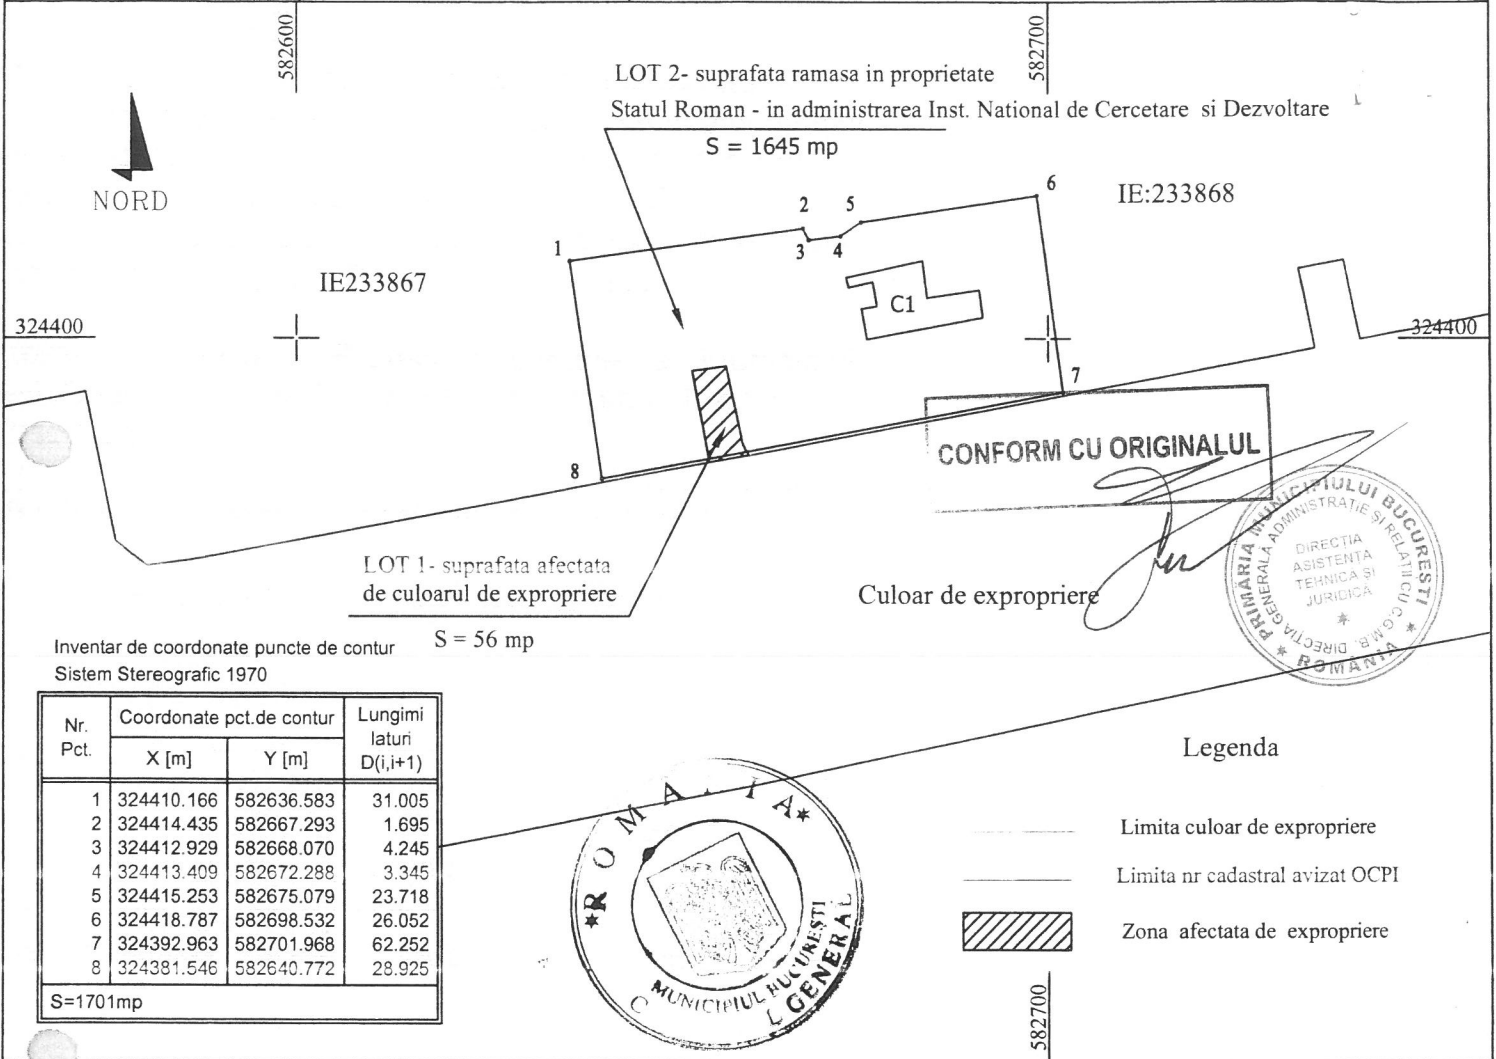 582600
582700
LOT 2- suprafata ramasa in proprietate
Statul Roman - in administrarea Inst. National de Cercetare si Dezvoltare
S = 1645 mp
NORD
IE:233868
IE233867
1
2
3
4
5
6
7
8
C1
324400
324400
CONFORM CU ORIGINALUL
PRIMARIA MUNICIPIULUI BUCURESTI
ROMÂNIA
DIRECTIA GENERALĂ ADMINISTRATIE SI RELATII CU C.G.M.B.
DIRECTIA
ASISTENTA
TEHNICA SI
JURIDICA
LOT 1- suprafata afectata
de culoarul de expropriere
S = 56 mp
Culoar de expropriere
Inventar de coordonate puncte de contur
Sistem Stereografic 1970
Nr. Pct. Coordonate pct.de contur Lungimi laturi D(i,i+1)
X [m] Y [m]
1 324410.166 582636.583 31.005
2 324414.435 582667.293 1.695
3 324412.929 582668.070 4.245
4 324413.409 582672.288 3.345
5 324415.253 582675.079 23.718
6 324418.787 582698.532 26.052
7 324392.963 582701.968 62.252
8 324381.546 582640.772 28.925
S=1701mp
ROMANIA
MUNICIPIUL BUCURESTI
GENERAL
Legenda
Limita culoar de expropriere
Limita nr cadastral avizat OCPI
Zona afectata de expropriere
582700